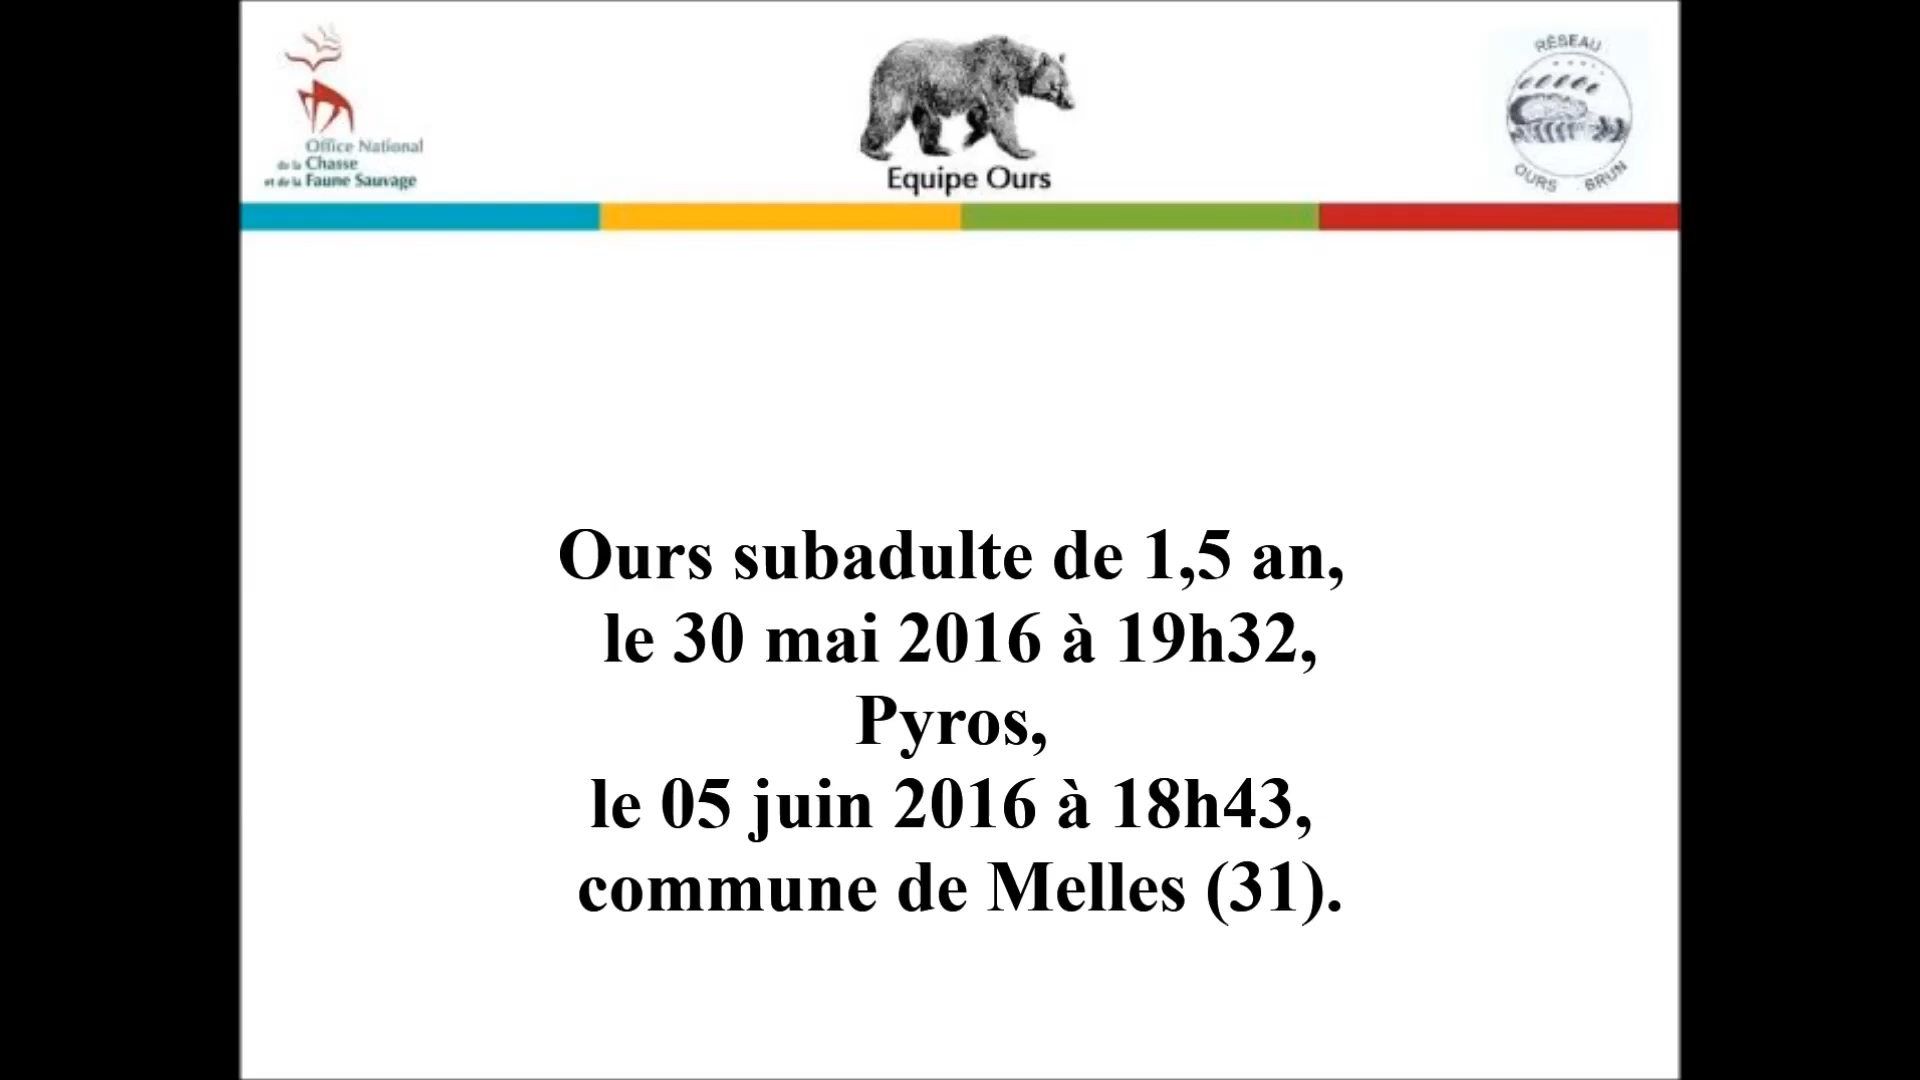 Office National
de la Chasse
et de la Faune Sauvage
Equipe Ours
RÉSEAU
OURS BRUN
Ours subadulte de 1,5 an,
le 30 mai 2016 à 19h32,
Pyros,
le 05 juin 2016 à 18h43,
commune de Melles (31).